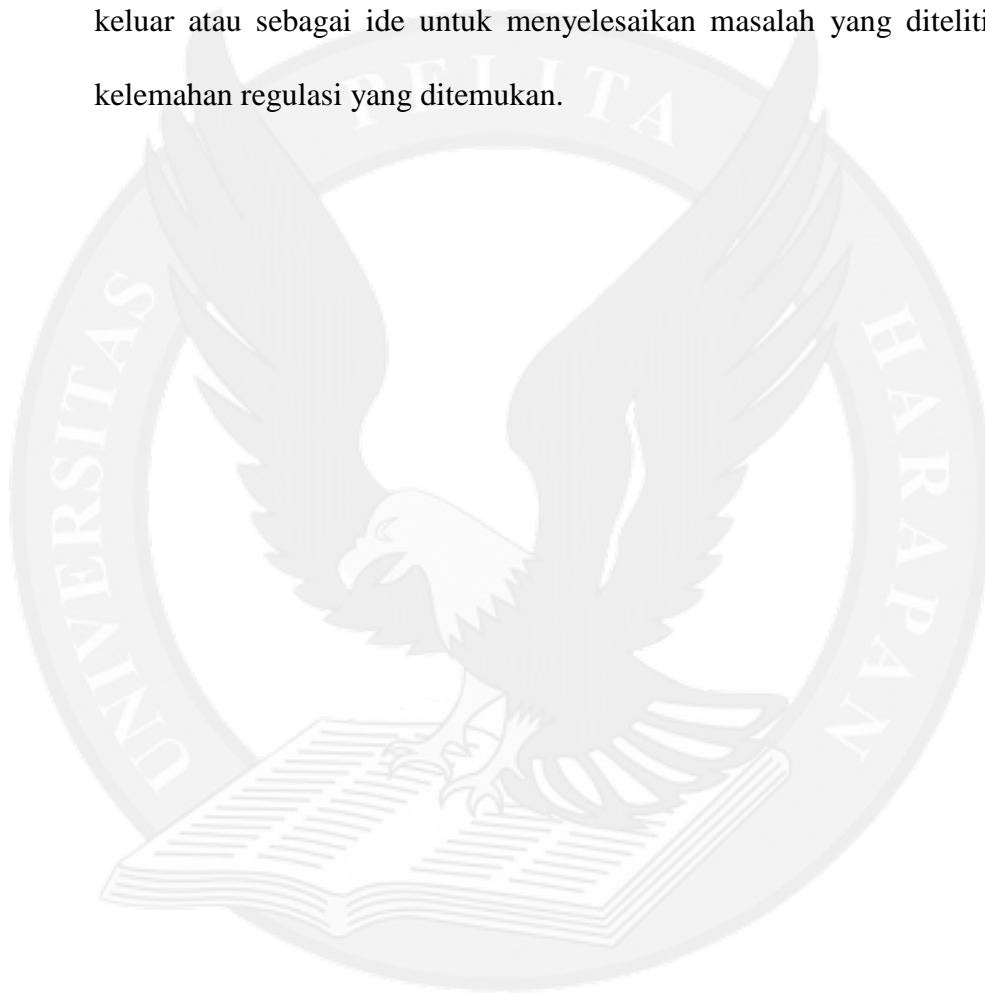 keluar atau sebagai ide untuk menyelesaikan masalah yang diteliti
kelemahan regulasi yang ditemukan.
UNIVERSITAS PELITA HARAPAN